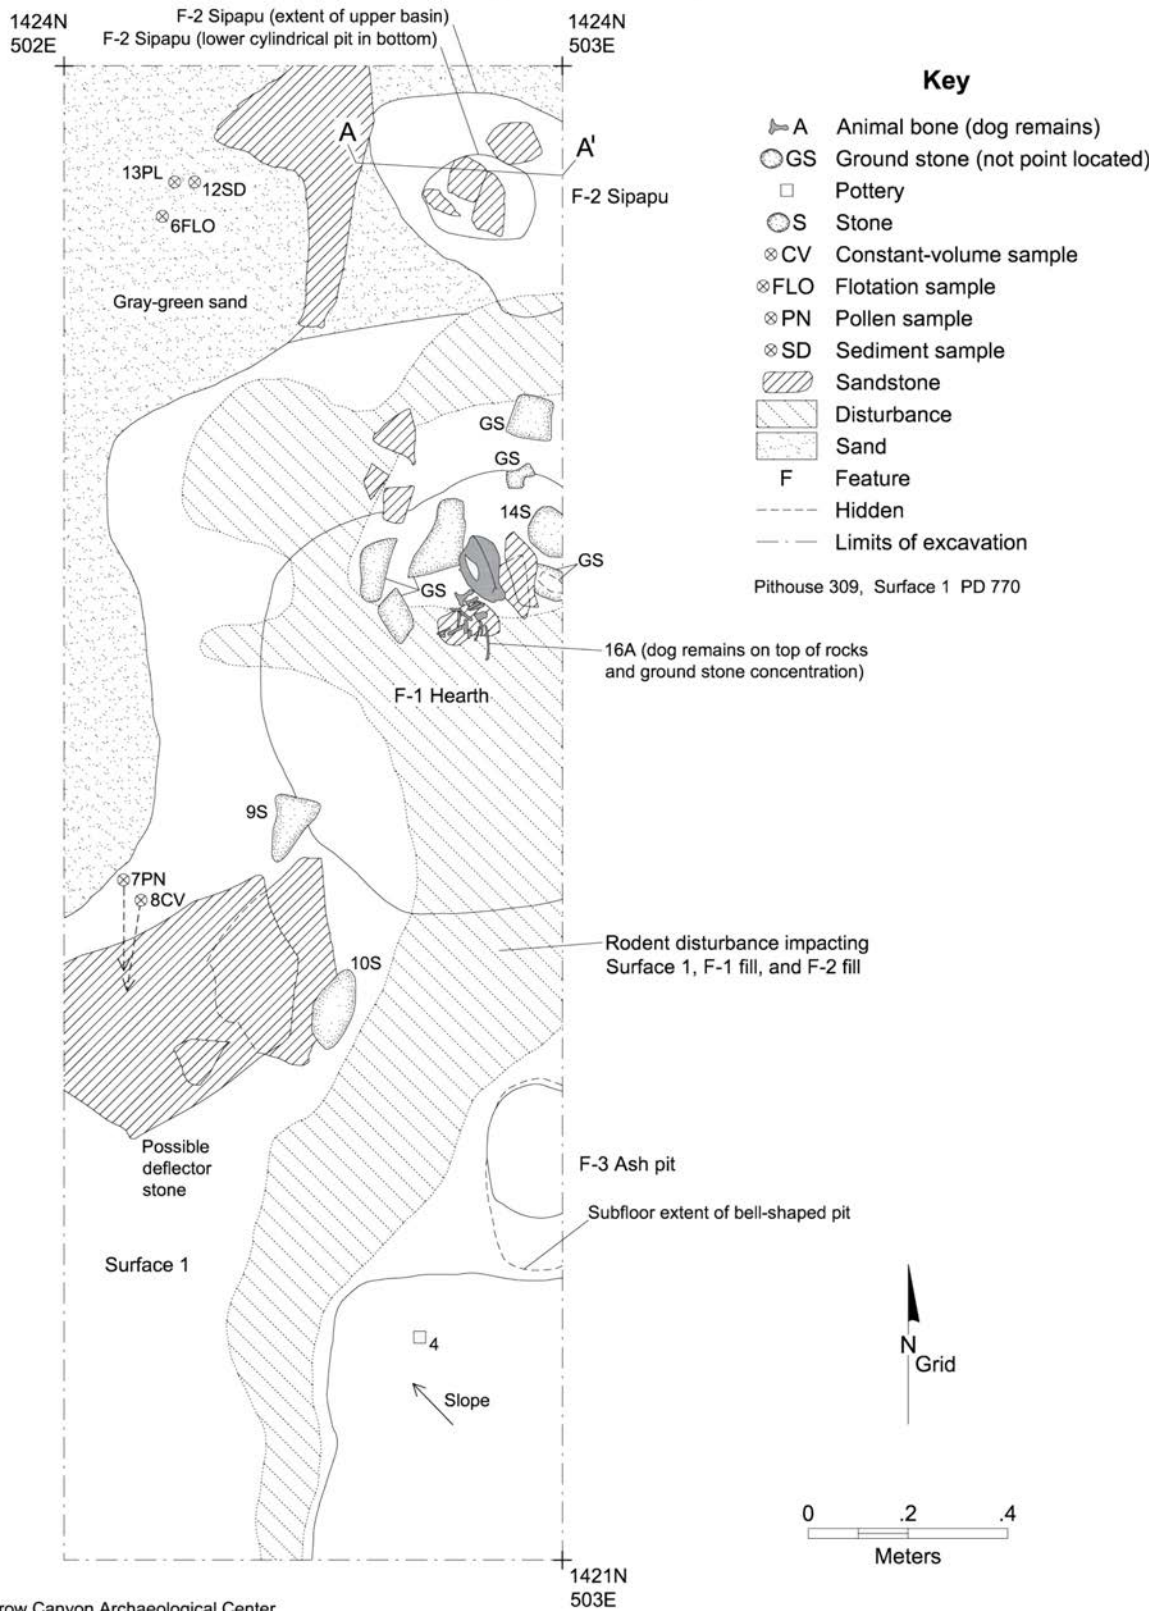 1424N
502E
F-2 Sipapu (extent of upper basin)
F-2 Sipapu (lower cylindrical pit in bottom)
1424N
503E
A
A'
13PL
12SD
6FLO
F-2 Sipapu
Gray-green sand
GS
GS
14S
GS
GS
16A (dog remains on top of rocks
and ground stone concentration)
F-1 Hearth
9S
7PN
8CV
10S
Rodent disturbance impacting
Surface 1, F-1 fill, and F-2 fill
Possible
deflector
stone
F-3 Ash pit
Subfloor extent of bell-shaped pit
Surface 1
4
Slope
1421N
503E
Key
A Animal bone (dog remains)
GS Ground stone (not point located)
Pottery
S Stone
CV Constant-volume sample
FLO Flotation sample
PN Pollen sample
SD Sediment sample
Sandstone
Disturbance
Sand
F Feature
Hidden
Limits of excavation
Pithouse 309, Surface 1 PD 770
N
Grid
0 .2 .4
Meters
Canyon Archaeological Center